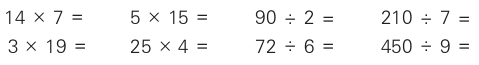 14 × 7 = 5 × 15 = 90 ÷ 2 = 210 ÷ 7 =
3 × 19 = 25 × 4 = 72 ÷ 6 = 450 ÷ 9 =